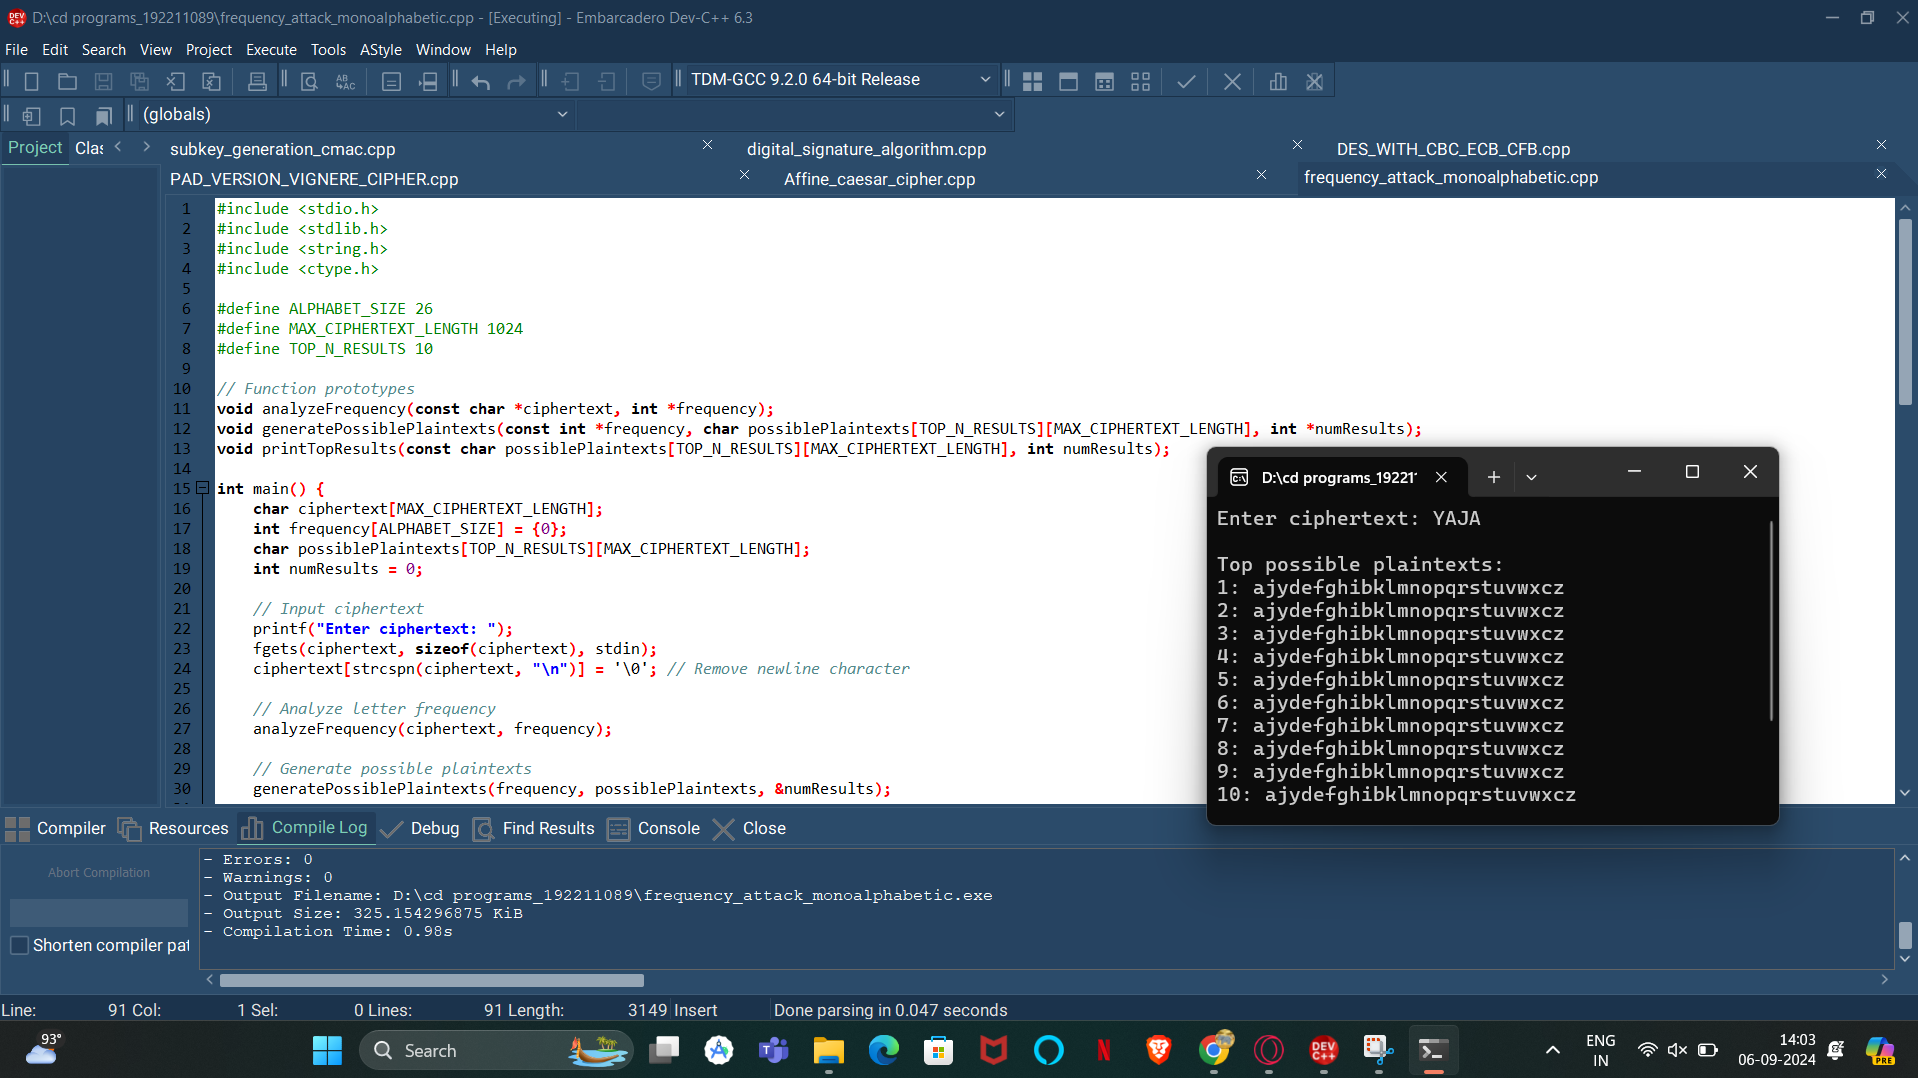 D:\cd programs_192211089\frequency_attack_monoalphabetic.cpp - [Executing] - Embarcadero Dev-C++ 6.3
File Edit Search View Project Execute Tools AStyle Window Help
TDM-GCC 9.2.0 64-bit Release
(globals)
Project Clas
subkey_generation_cmac.cpp digital_signature_algorithm.cpp DES_WITH_CBC_ECB_CFB.cpp
PAD_VERSION_VIGNERE_CIPHER.cpp Affine_caesar_cipher.cpp frequency_attack_monoalphabetic.cpp
1 #include <stdio.h>
2 #include <stdlib.h>
3 #include <string.h>
4 #include <ctype.h>
5
6 #define ALPHABET_SIZE 26
7 #define MAX_CIPHERTEXT_LENGTH 1024
8 #define TOP_N_RESULTS 10
9
10 // Function prototypes
11 void analyzeFrequency(const char *ciphertext, int *frequency);
12 void generatePossiblePlaintexts(const int *frequency, char possiblePlaintexts[TOP_N_RESULTS][MAX_CIPHERTEXT_LENGTH], int *numResults);
13 void printTopResults(const char possiblePlaintexts[TOP_N_RESULTS][MAX_CIPHERTEXT_LENGTH], int numResults);
14
15 int main() {
16 char ciphertext[MAX_CIPHERTEXT_LENGTH];
17 int frequency[ALPHABET_SIZE] = {0};
18 char possiblePlaintexts[TOP_N_RESULTS][MAX_CIPHERTEXT_LENGTH];
19 int numResults = 0;
20
21 // Input ciphertext
22 printf("Enter ciphertext: ");
23 fgets(ciphertext, sizeof(ciphertext), stdin);
24 ciphertext[strcspn(ciphertext, "\n")] = '\0'; // Remove newline character
25
26 // Analyze letter frequency
27 analyzeFrequency(ciphertext, frequency);
28
29 // Generate possible plaintexts
30 generatePossiblePlaintexts(frequency, possiblePlaintexts, &numResults);
D:\cd programs_19221
Enter ciphertext: YAJA
Top possible plaintexts:
1: ajydefghibklmnopqrstuvwxcz
2: ajydefghibklmnopqrstuvwxcz
3: ajydefghibklmnopqrstuvwxcz
4: ajydefghibklmnopqrstuvwxcz
5: ajydefghibklmnopqrstuvwxcz
6: ajydefghibklmnopqrstuvwxcz
7: ajydefghibklmnopqrstuvwxcz
8: ajydefghibklmnopqrstuvwxcz
9: ajydefghibklmnopqrstuvwxcz
10: ajydefghibklmnopqrstuvwxcz
Compiler Resources Compile Log Debug Find Results Console Close
Abort Compilation
Shorten compiler pat
- Errors: 0
- Warnings: 0
- Output Filename: D:\cd programs_192211089\frequency_attack_monoalphabetic.exe
- Output Size: 325.154296875 KiB
- Compilation Time: 0.98s
Line: 91 Col: 1 Sel: 0 Lines: 91 Length: 3149 Insert Done parsing in 0.047 seconds
93°
Search
ENG
IN
14:03
06-09-2024
PRE